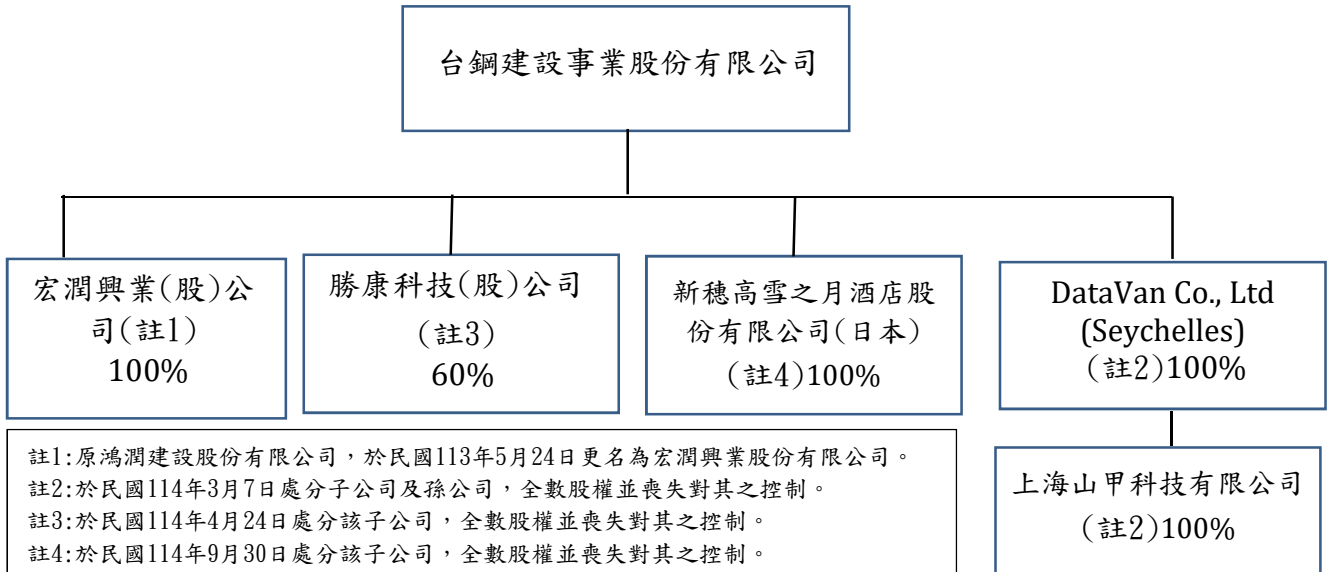 台鋼建設事業股份有限公司
宏潤興業(股)公
司(註1)
100%
勝康科技(股)公司
(註3)
60%
新穗高雪之月酒店股
份有限公司(日本)
(註4)100%
DataVan Co., Ltd
(Seychelles)
(註2)100%
上海山甲科技有限公司
(註2)100%
註1:原鴻潤建設股份有限公司，於民國113年5月24日更名為宏潤興業股份有限公司。
註2:於民國114年3月7日處分子公司及孫公司，全數股權並喪失對其之控制。
註3:於民國114年4月24日處分該子公司，全數股權並喪失對其之控制。
註4:於民國114年9月30日處分該子公司，全數股權並喪失對其之控制。